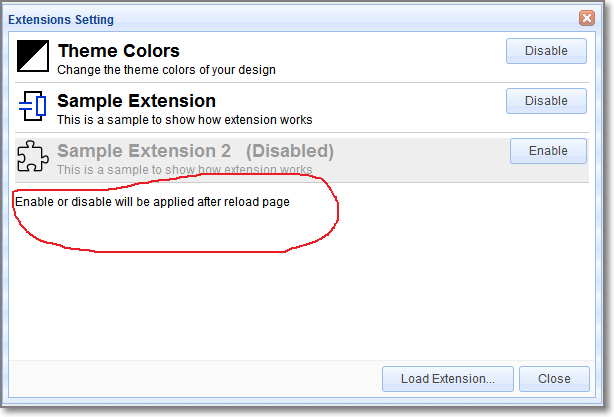 Extensions Setting
Theme Colors
Change the theme colors of your design
Disable
Sample Extension
This is a sample to show how extension works
Disable
Sample Extension 2 (Disabled)
This is a sample to show how extension works
Enable
Enable or disable will be applied after reload page
Load Extension...
Close